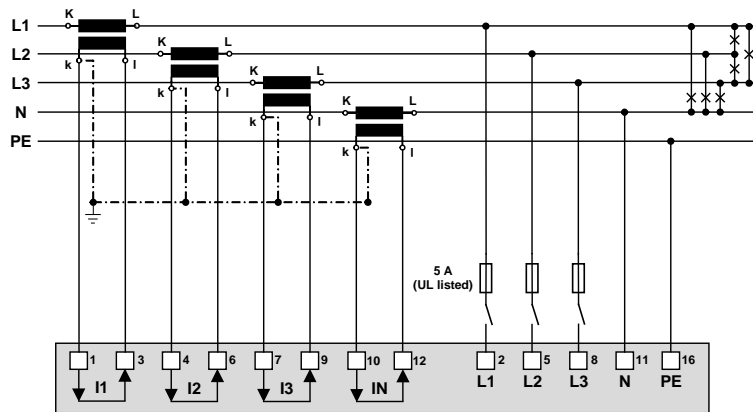 L1 K L
L2 k l K L
L3 k l K L
N k l K L
PE k l
5 A
(UL listed)
1 3 4 6 7 9 10 12 2 5 8 11 16
I1 I2 I3 IN L1 L2 L3 N PE